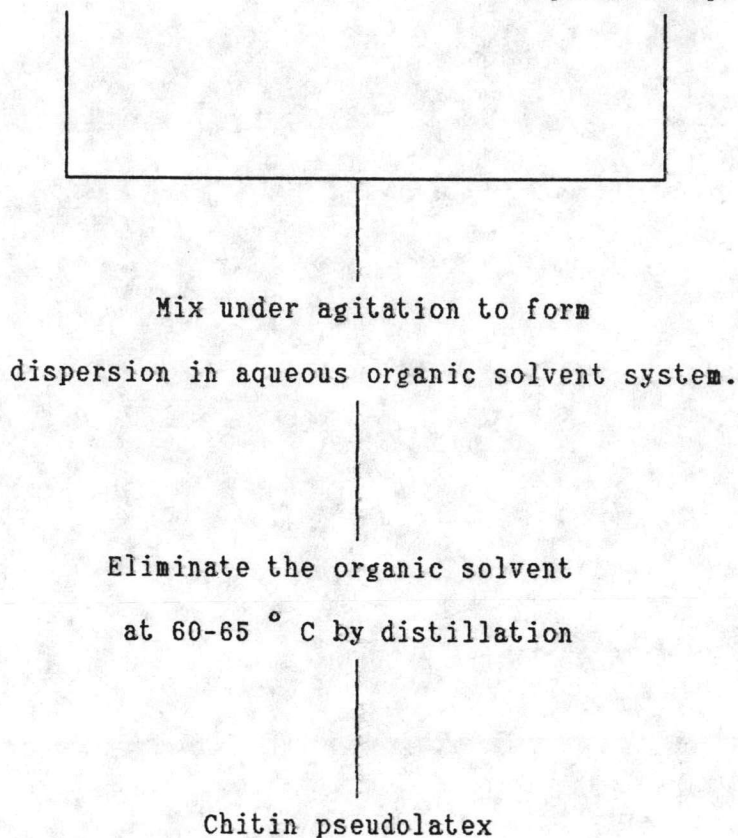 Mix under agitation to form
dispersion in aqueous organic solvent system.
Eliminate the organic solvent
at 60-65 ° C by distillation
Chitin pseudolatex